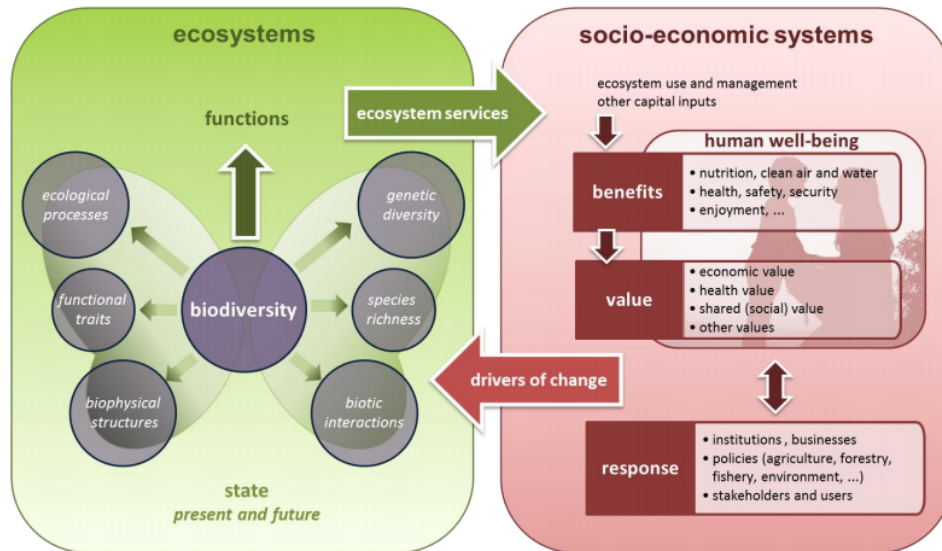 ecosystems
functions
ecological
processes
genetic
diversity
functional
traits
biodiversity
species
richness
biophysical
structures
biotic
interactions
state
present and future
ecosystem services
drivers of change
socio-economic systems
ecosystem use and management
other capital inputs
human well-being
benefits
• nutrition, clean air and water
• health, safety, security
• enjoyment, ...
value
• economic value
• health value
• shared (social) value
• other values
response
• institutions , businesses
• policies (agriculture, forestry,
fishery, environment, ...)
• stakeholders and users